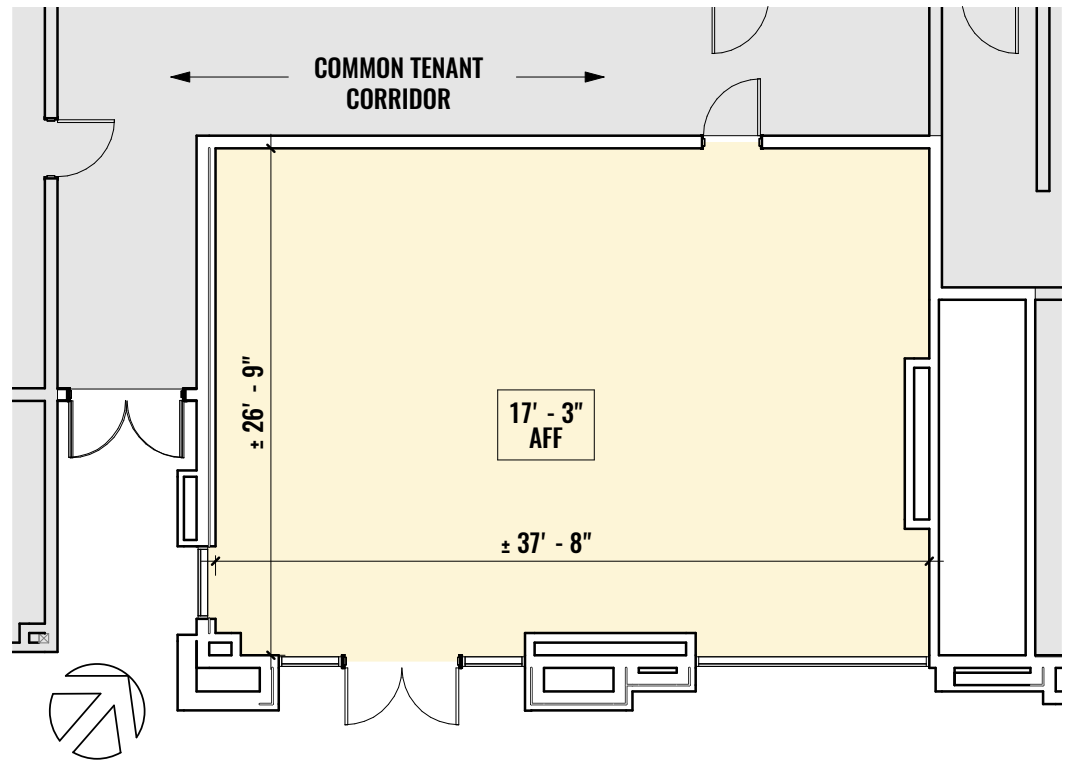 COMMON TENANT
CORRIDOR
± 26' - 9"
17' - 3"
AFF
± 37' - 8"